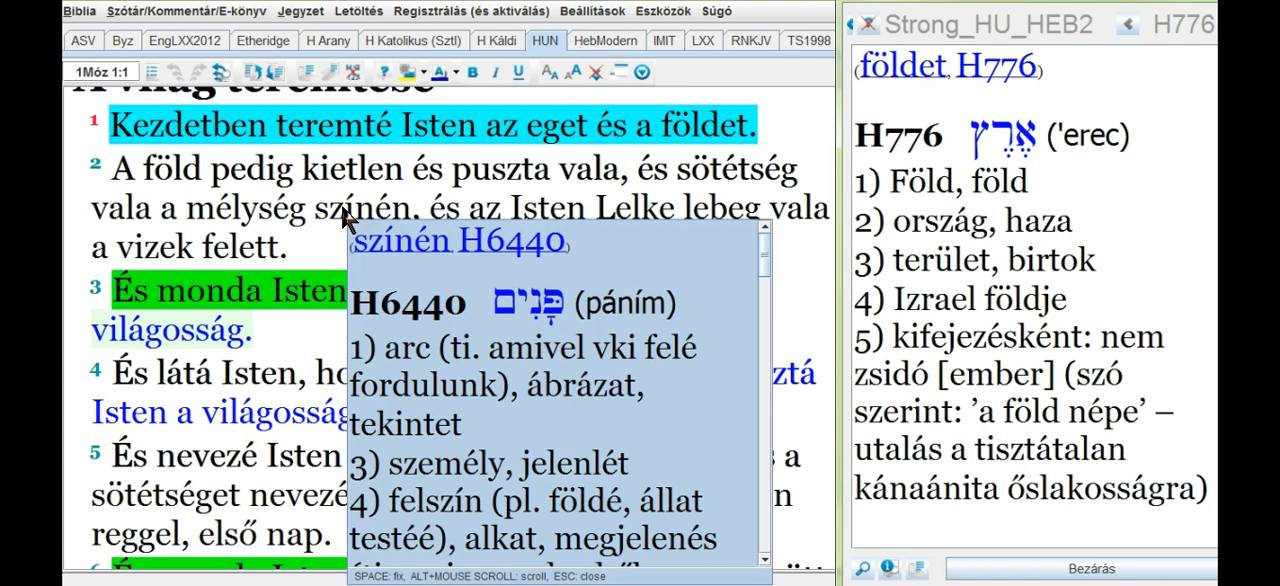 Biblia Szótár/Kommentár/E-könyv Jegyzet Letöltés Regisztrálás (és aktiválás) Beállítások Eszközök Súgó
ASV Byz EngLXX2012 Etheridge H Arany H Katolikus (Sztl) H Káldi HUN HebModern IMIT LXX RNKJV TS1998
1Móz 1:1
A világ teremtése
1 Kezdetben teremté Isten az eget és a földet.
2 A föld pedig kietlen és puszta vala, és sötétség
vala a mélység színén, és az Isten Lelke lebeg vala
a vizek felett.
3 És monda Isten
világosság.
4 És látá Isten, ho
ztá
Isten a világosság
5 És nevezé Isten
s a
sötétséget nevezé
n
reggel, első nap.
6
(színén H6440)
H6440 פָּנִים (páním)
1) arc (ti. amivel vki felé
fordulunk), ábrázat,
tekintet
3) személy, jelenlét
4) felszín (pl. földé, állat
testéé), alkat, megjelenés
SPACE: fix, ALT+MOUSE SCROLL: scroll, ESC: close
Strong_HU_HEB2 H776
(földet, H776)
H776 אֶרֶץ ('erec)
1) Föld, föld
2) ország, haza
3) terület, birtok
4) Izrael földje
5) kifejezésként: nem
zsidó [ember] (szó
szerint: ’a föld népe’ –
utalás a tisztátalan
kánaánita őslakosságra)
Bezárás